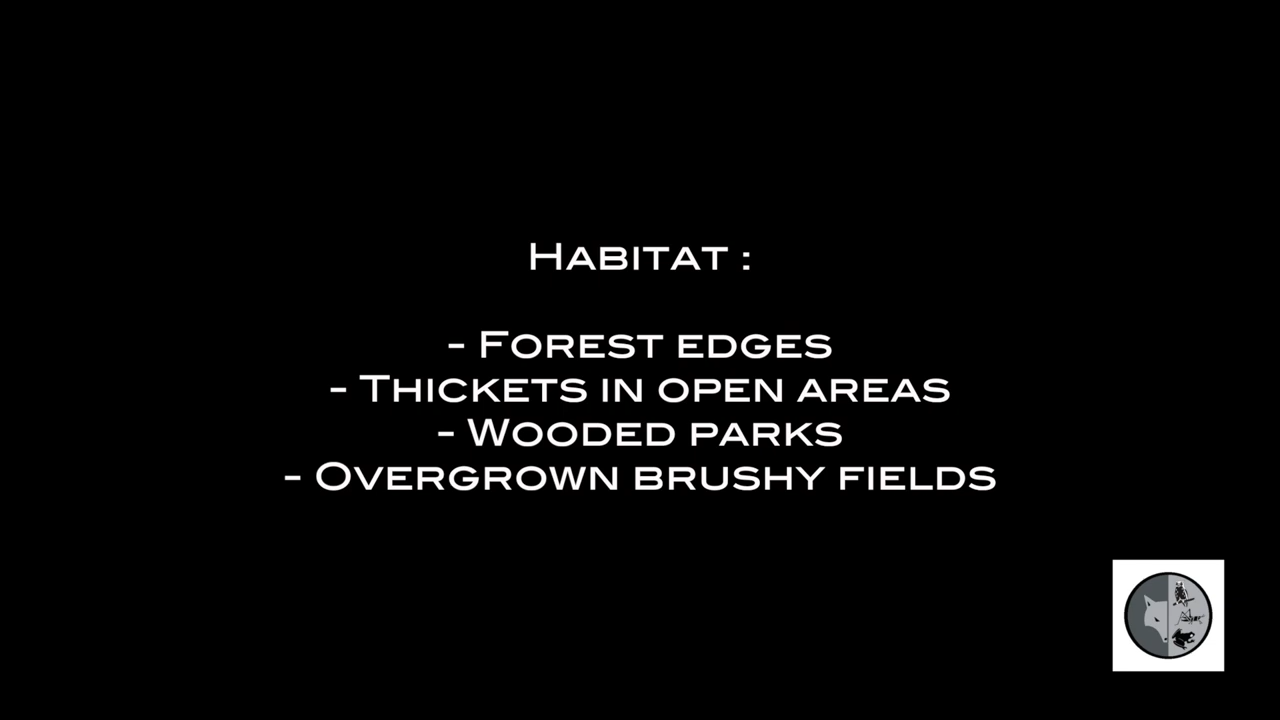 Habitat :
- Forest edges
- Thickets in open areas
- Wooded parks
- Overgrown brushy fields